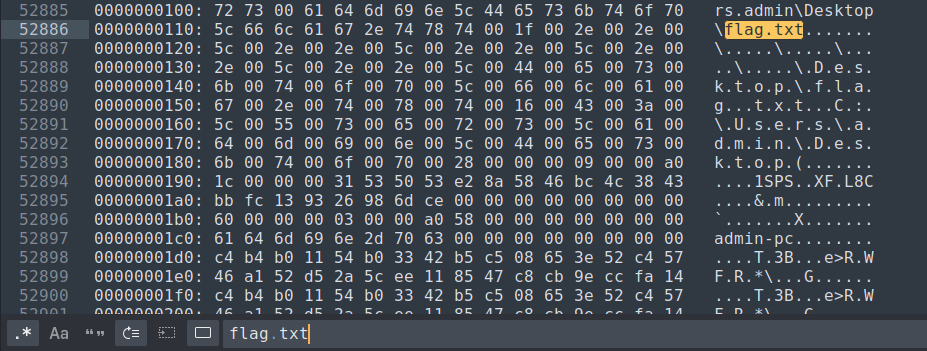 52885 0000000100: 72 73 00 61 64 6d 69 6e 5c 44 65 73 6b 74 6f 70 rs.admin\Desktop
52886 0000000110: 5c 66 6c 61 67 2e 74 78 74 00 1f 00 2e 00 2e 00 \flag.txt.......
52887 0000000120: 5c 00 2e 00 2e 00 5c 00 2e 00 2e 00 5c 00 2e 00 \.....\.....\...
52888 0000000130: 2e 00 5c 00 2e 00 2e 00 5c 00 44 00 65 00 73 00 ..\.....\.D.e.s.
52889 0000000140: 6b 00 74 00 6f 00 70 00 5c 00 66 00 6c 00 61 00 k.t.o.p.\.f.l.a.
52890 0000000150: 67 00 2e 00 74 00 78 00 74 00 16 00 43 00 3a 00 g...t.x.t...C.:.
52891 0000000160: 5c 00 55 00 73 00 65 00 72 00 73 00 5c 00 61 00 \.U.s.e.r.s.\.a.
52892 0000000170: 64 00 6d 00 69 00 6e 00 5c 00 44 00 65 00 73 00 d.m.i.n.\.D.e.s.
52893 0000000180: 6b 00 74 00 6f 00 70 00 28 00 00 00 09 00 00 a0 k.t.o.p.(.......
52894 0000000190: 1c 00 00 00 31 53 50 53 e2 8a 58 46 bc 4c 38 43 ....1SPS..XF.L8C
52895 00000001a0: bb fc 13 93 26 98 6d ce 00 00 00 00 00 00 00 00 ....&.m.........
52896 00000001b0: 60 00 00 00 03 00 00 a0 58 00 00 00 00 00 00 00 `.......X.......
52897 00000001c0: 61 64 6d 69 6e 2d 70 63 00 00 00 00 00 00 00 00 admin-pc........
52898 00000001d0: c4 b4 b0 11 54 b0 33 42 b5 c5 08 65 3e 52 c4 57 ....T.3B...e>R.W
52899 00000001e0: 46 a1 52 d5 2a 5c ee 11 85 47 c8 cb 9e cc fa 14 F.R.*\...G......
52900 00000001f0: c4 b4 b0 11 54 b0 33 42 b5 c5 08 65 3e 52 c4 57 ....T.3B...e>R.W
52901 0000000200: 46 a1 52 d5 2a 5c ee 11 85 47 c8 cb 9e cc fa 14 F.R.*\...G......
.* Aa “” flag.txt